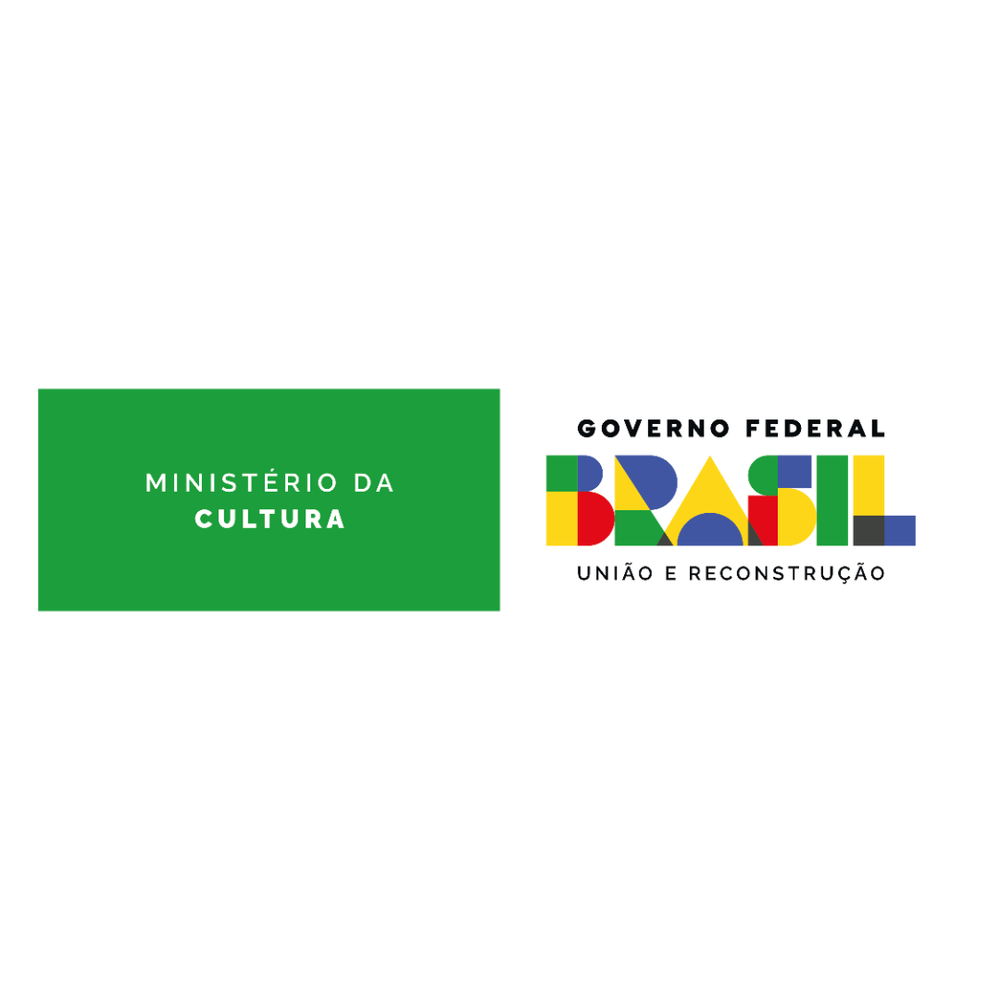 MINISTÉRIO DA
CULTURA
GOVERNO FEDERAL
BRASIL
UNIÃO E RECONSTRUÇÃO